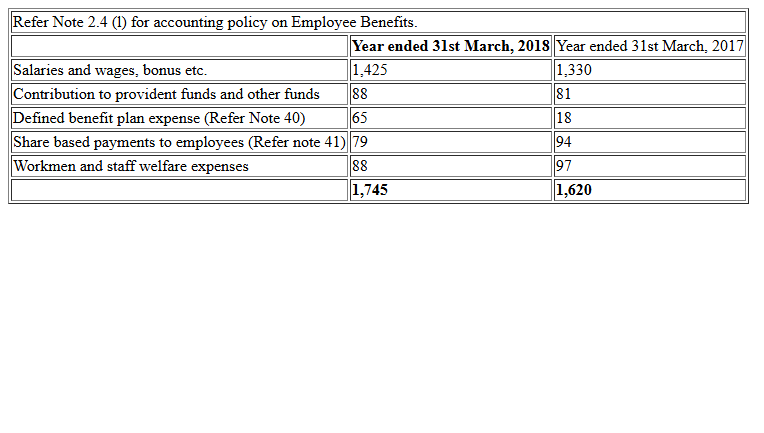 Refer Note 2.4 (l) for accounting policy on Employee Benefits.
Year ended 31st March, 2018 Year ended 31st March, 2017
Salaries and wages, bonus etc. 1,425 1,330
Contribution to provident funds and other funds 88 81
Defined benefit plan expense (Refer Note 40) 65 18
Share based payments to employees (Refer note 41) 79 94
Workmen and staff welfare expenses 88 97
1,745 1,620